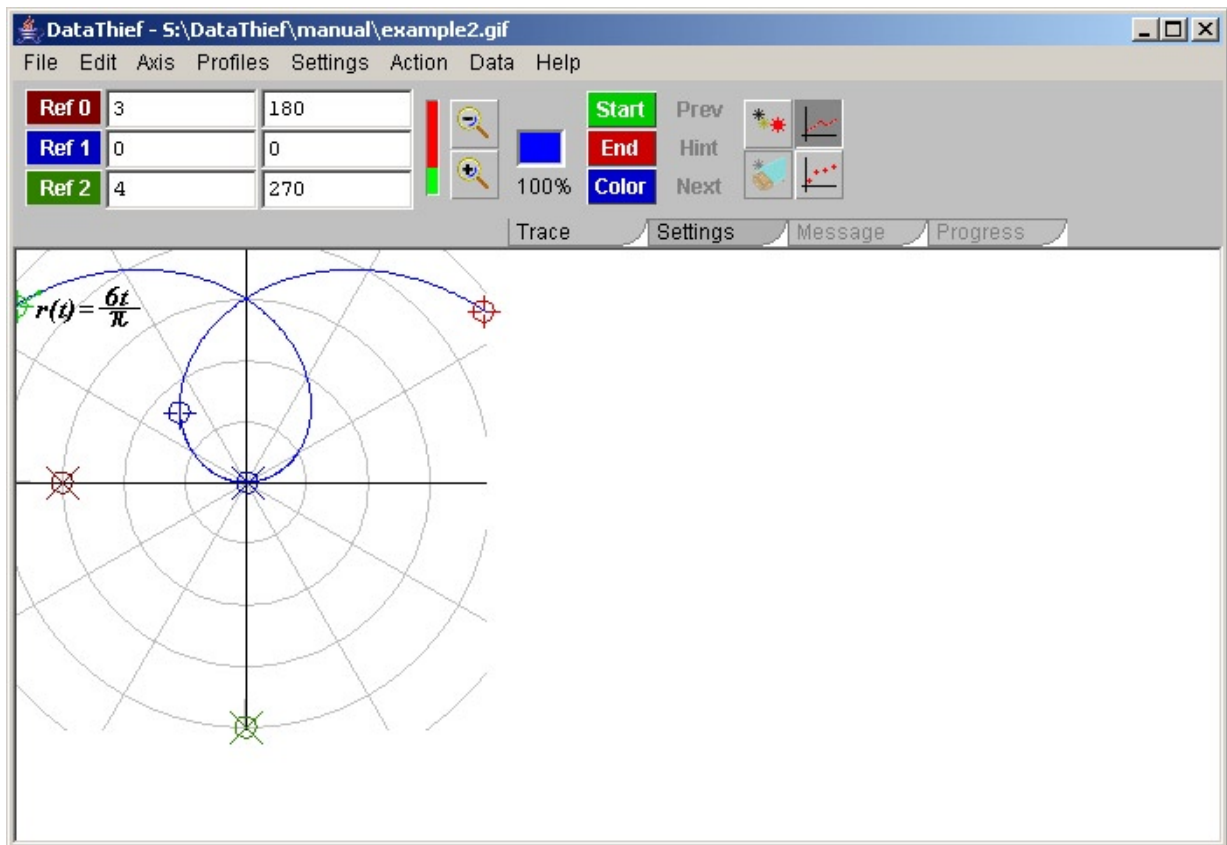 DataThief - S:\DataThief\manual\example2.gif
File Edit Axis Profiles Settings Action Data Help
Ref 0 3 180 Start Prev
Ref 1 0 0 End Hint
Ref 2 4 270 100% Color Next
Trace Settings Message Progress
r(t) = 6t/π